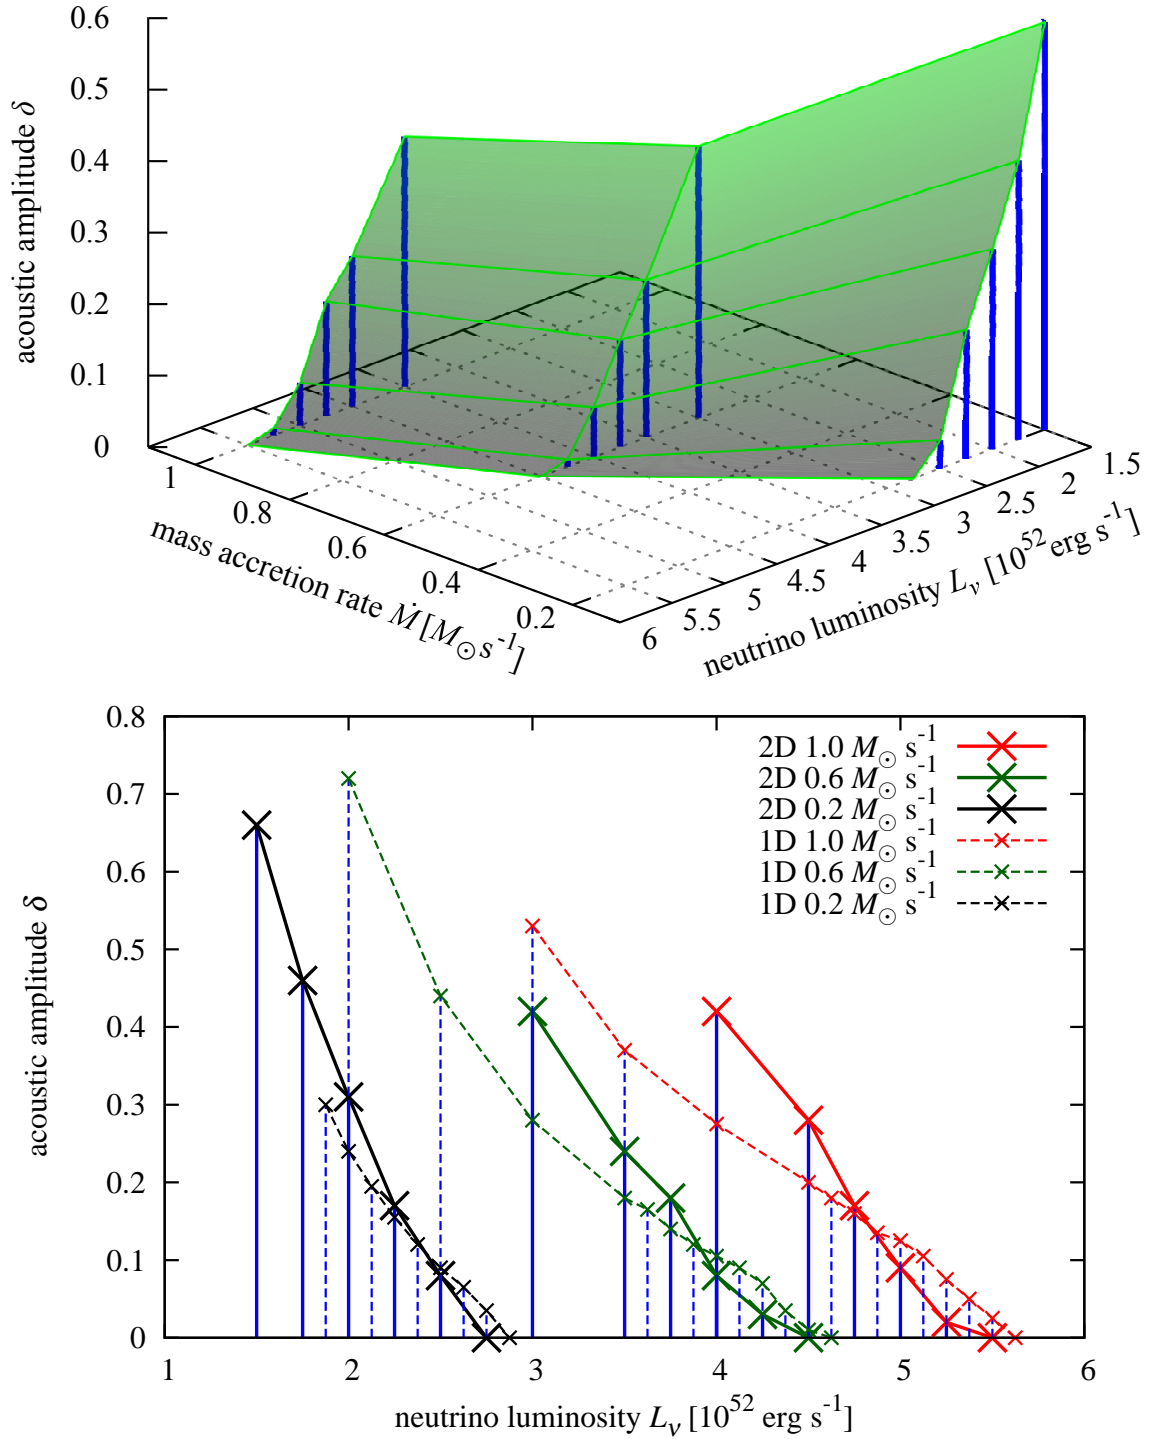 0.6
0.5
0.4
0.3
0.2
0.1
0
acoustic amplitude δ
1
0.8
0.6
0.4
0.2
mass accretion rate Ṁ [M⊙s⁻¹]
6
5.5
5
4.5
4
3.5
3
2.5
2
1.5
neutrino luminosity Lν [10⁵² erg s⁻¹]
0.8
0.7
0.6
0.5
0.4
0.3
0.2
0.1
0
acoustic amplitude δ
2D 1.0 M⊙ s⁻¹
2D 0.6 M⊙ s⁻¹
2D 0.2 M⊙ s⁻¹
1D 1.0 M⊙ s⁻¹
1D 0.6 M⊙ s⁻¹
1D 0.2 M⊙ s⁻¹
1 2 3 4 5 6
neutrino luminosity Lν [10⁵² erg s⁻¹]